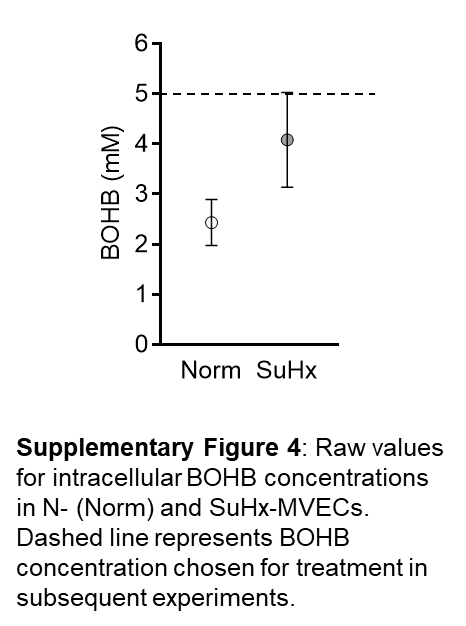 6
5
4
3
2
1
0
BOHB (mM)
Norm SuHx
Supplementary Figure 4: Raw values
for intracellular BOHB concentrations
in N- (Norm) and SuHx-MVECs.
Dashed line represents BOHB
concentration chosen for treatment in
subsequent experiments.